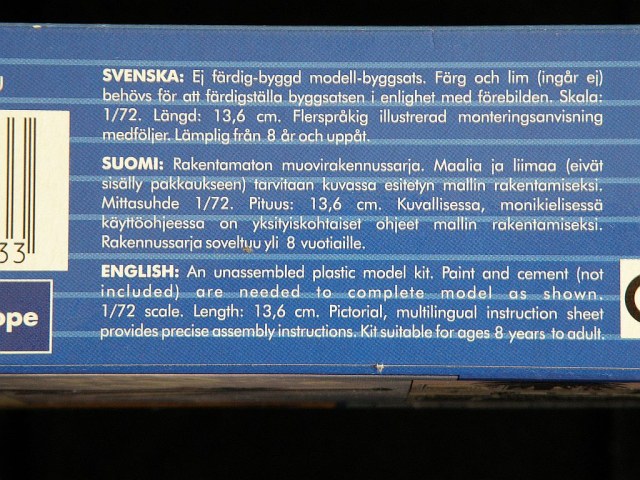 SVENSKA: Ej färdig-byggd modell-byggsats. Färg och lim (ingår ej)
behövs för att färdigställa byggsatsen i enlighet med förebilden. Skala:
1/72. Längd: 13,6 cm. Flerspråkig illustrerad monteringsanvisning
medföljer. Lämplig från 8 år och uppåt.
SUOMI: Rakentamaton muovirakennussarja. Maalia ja liimaa (eivät
sisälly pakkaukseen) tarvitaan kuvassa esitetyn mallin rakentamiseksi.
Mittasuhde 1/72. Pituus: 13,6 cm. Kuvallisessa, monikielisessä
käyttöohjeessa on yksityiskohtaiset ohjeet mallin rakentamiseksi.
Rakennussarja soveltuu yli 8 vuotiaille.
33
ENGLISH: An unassembled plastic model kit. Paint and cement (not
included) are needed to complete model as shown.
1/72 scale. Length: 13,6 cm. Pictorial, multilingual instruction sheet
provides precise assembly instructions. Kit suitable for ages 8 years to adult.
ope